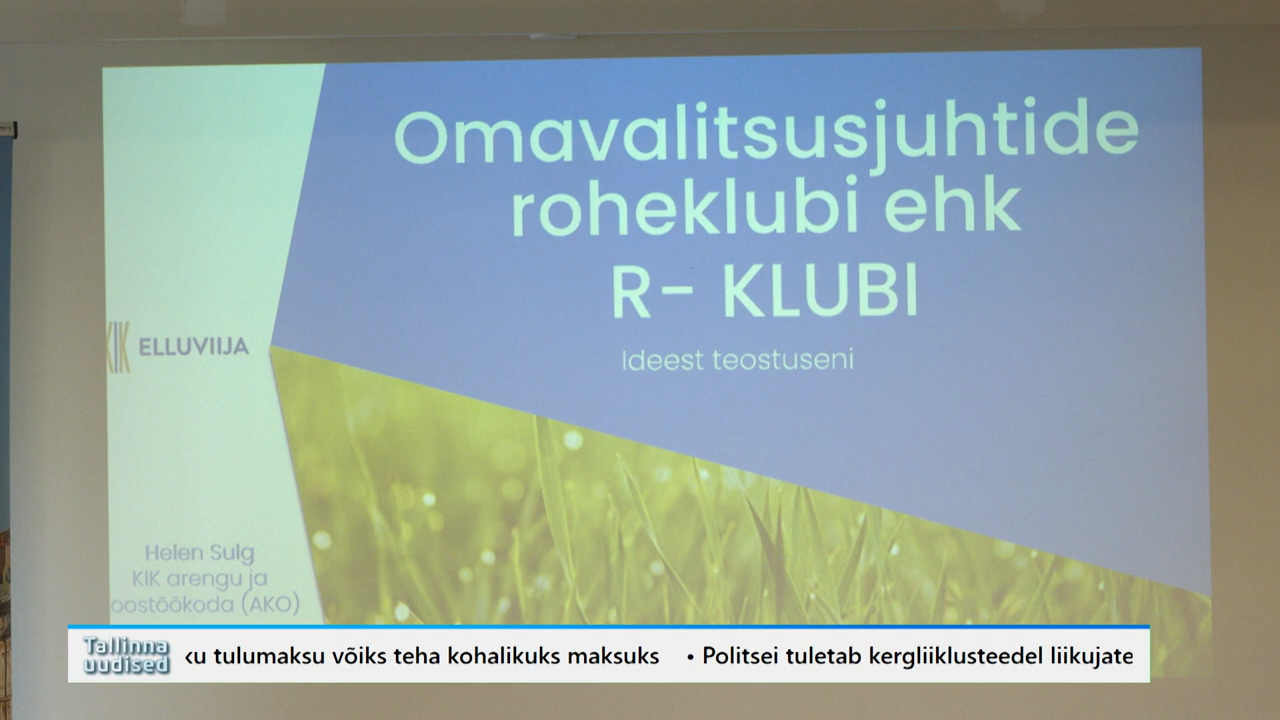 Omavalitsusjuhtide
roheklubi ehk
R- KLUBI
Ideest teostuseni
KIK ELLUVIIJA
Helen Sulg
KIK arengu ja
oostöökoda (AKO)
Tallinna
uudised
ku tulumaksu võiks teha kohalikuks maksuks • Politsei tuletab kergliiklusteedel liikujate